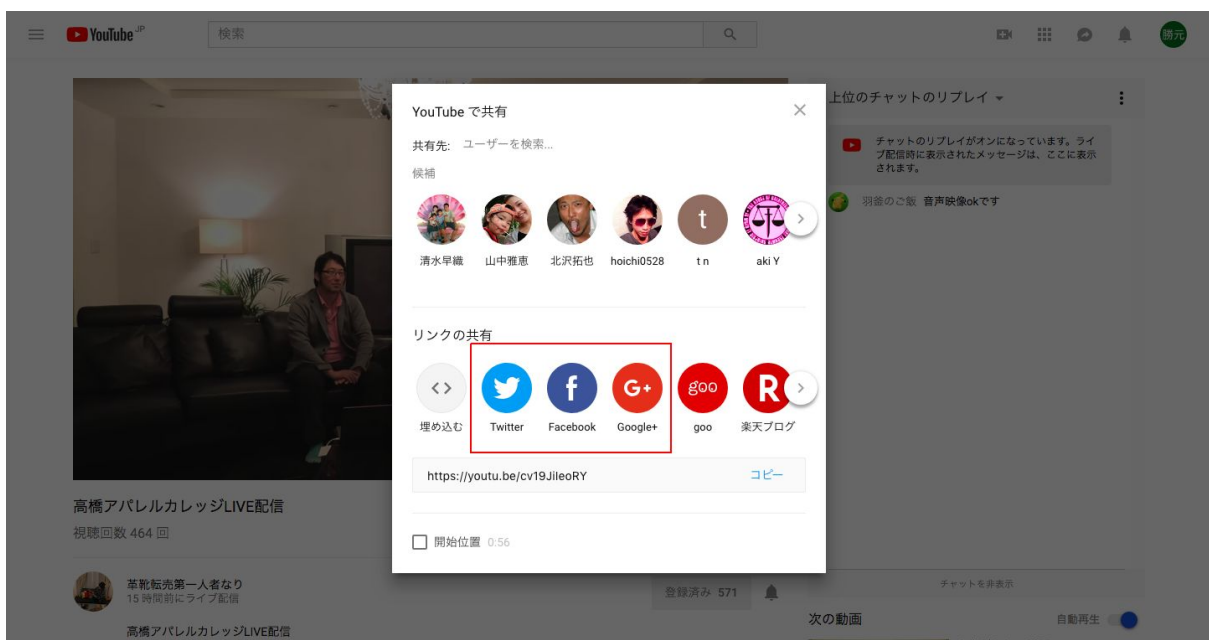 YouTube JP
検索
勝元
YouTube で共有
共有先: ユーザーを検索...
候補
t
清水早織 山中雅恵 北沢拓也 hoichi0528 t n aki Y
リンクの共有
G+ goo R
埋め込む Twitter Facebook Google+ goo 楽天ブログ
https://youtu.be/cv19JiIeoRY コピー
開始位置 0:56
上位のチャットのリプレイ
チャットのリプレイがオンになっています。ライ
ブ配信時に表示されたメッセージは、ここに表示
されます。
羽釜のご飯 音声映像okです
チャットを非表示
高橋アパレルカレッジLIVE配信
視聴回数 464 回
革靴転売第一人者なり
15 時間前にライブ配信
登録済み 571
高橋アパレルカレッジLIVE配信
次の動画 自動再生